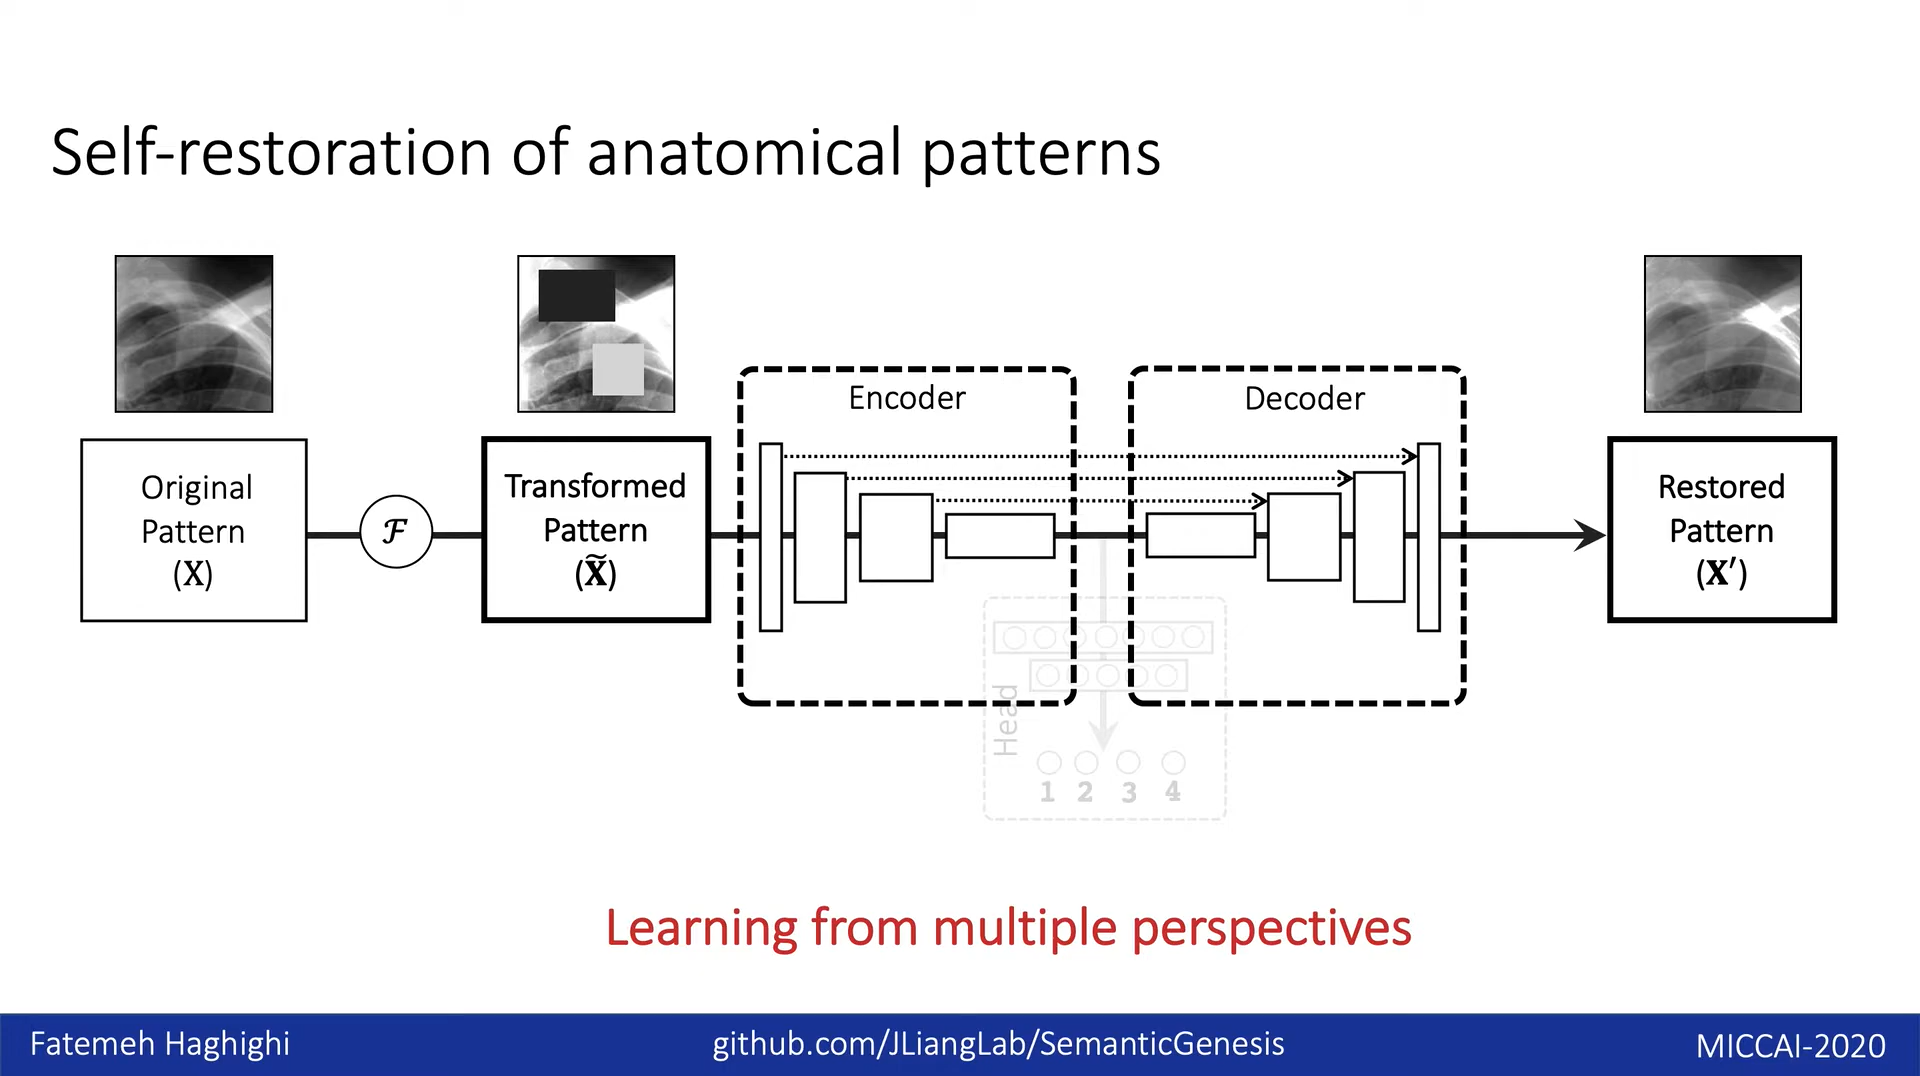 Self-restoration of anatomical patterns
Original
Pattern
(X)
ℱ
Transformed
Pattern
(X̃)
Encoder
Decoder
Restored
Pattern
(X′)
Head
1 2 3 4
Learning from multiple perspectives
Fatemeh Haghighi
github.com/JLiangLab/SemanticGenesis
MICCAI-2020